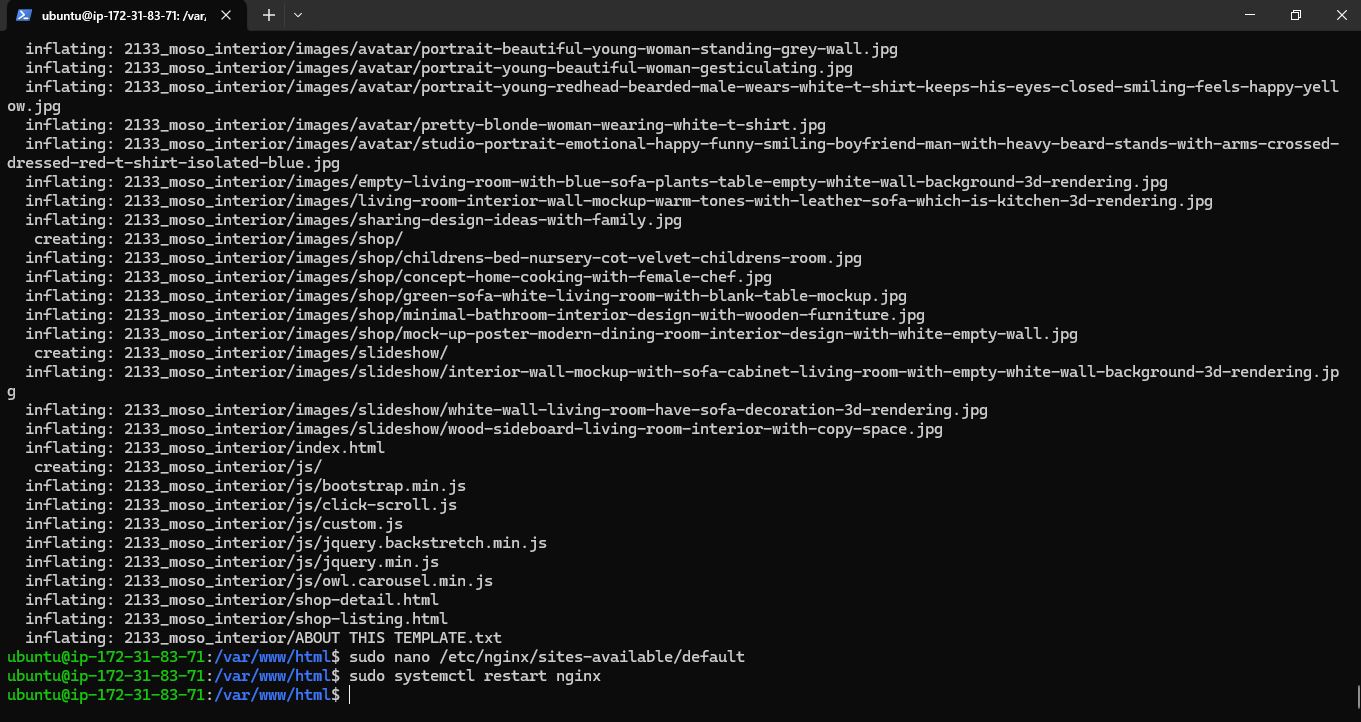 ubuntu@ip-172-31-83-71: /var/
inflating: 2133_moso_interior/images/avatar/portrait-beautiful-young-woman-standing-grey-wall.jpg
inflating: 2133_moso_interior/images/avatar/portrait-young-beautiful-woman-gesticulating.jpg
inflating: 2133_moso_interior/images/avatar/portrait-young-redhead-bearded-male-wears-white-t-shirt-keeps-his-eyes-closed-smiling-feels-happy-yell
ow.jpg
inflating: 2133_moso_interior/images/avatar/pretty-blonde-woman-wearing-white-t-shirt.jpg
inflating: 2133_moso_interior/images/avatar/studio-portrait-emotional-happy-funny-smiling-boyfriend-man-with-heavy-beard-stands-with-arms-crossed-
dressed-red-t-shirt-isolated-blue.jpg
inflating: 2133_moso_interior/images/empty-living-room-with-blue-sofa-plants-table-empty-white-wall-background-3d-rendering.jpg
inflating: 2133_moso_interior/images/living-room-interior-wall-mockup-warm-tones-with-leather-sofa-which-is-kitchen-3d-rendering.jpg
inflating: 2133_moso_interior/images/sharing-design-ideas-with-family.jpg
creating: 2133_moso_interior/images/shop/
inflating: 2133_moso_interior/images/shop/childrens-bed-nursery-cot-velvet-childrens-room.jpg
inflating: 2133_moso_interior/images/shop/concept-home-cooking-with-female-chef.jpg
inflating: 2133_moso_interior/images/shop/green-sofa-white-living-room-with-blank-table-mockup.jpg
inflating: 2133_moso_interior/images/shop/minimal-bathroom-interior-design-with-wooden-furniture.jpg
inflating: 2133_moso_interior/images/shop/mock-up-poster-modern-dining-room-interior-design-with-white-empty-wall.jpg
creating: 2133_moso_interior/images/slideshow/
inflating: 2133_moso_interior/images/slideshow/interior-wall-mockup-with-sofa-cabinet-living-room-with-empty-white-wall-background-3d-rendering.jp
g
inflating: 2133_moso_interior/images/slideshow/white-wall-living-room-have-sofa-decoration-3d-rendering.jpg
inflating: 2133_moso_interior/images/slideshow/wood-sideboard-living-room-interior-with-copy-space.jpg
inflating: 2133_moso_interior/index.html
creating: 2133_moso_interior/js/
inflating: 2133_moso_interior/js/bootstrap.min.js
inflating: 2133_moso_interior/js/click-scroll.js
inflating: 2133_moso_interior/js/custom.js
inflating: 2133_moso_interior/js/jquery.backstretch.min.js
inflating: 2133_moso_interior/js/jquery.min.js
inflating: 2133_moso_interior/js/owl.carousel.min.js
inflating: 2133_moso_interior/shop-detail.html
inflating: 2133_moso_interior/shop-listing.html
inflating: 2133_moso_interior/ABOUT THIS TEMPLATE.txt
ubuntu@ip-172-31-83-71:/var/www/html$ sudo nano /etc/nginx/sites-available/default
ubuntu@ip-172-31-83-71:/var/www/html$ sudo systemctl restart nginx
ubuntu@ip-172-31-83-71:/var/www/html$